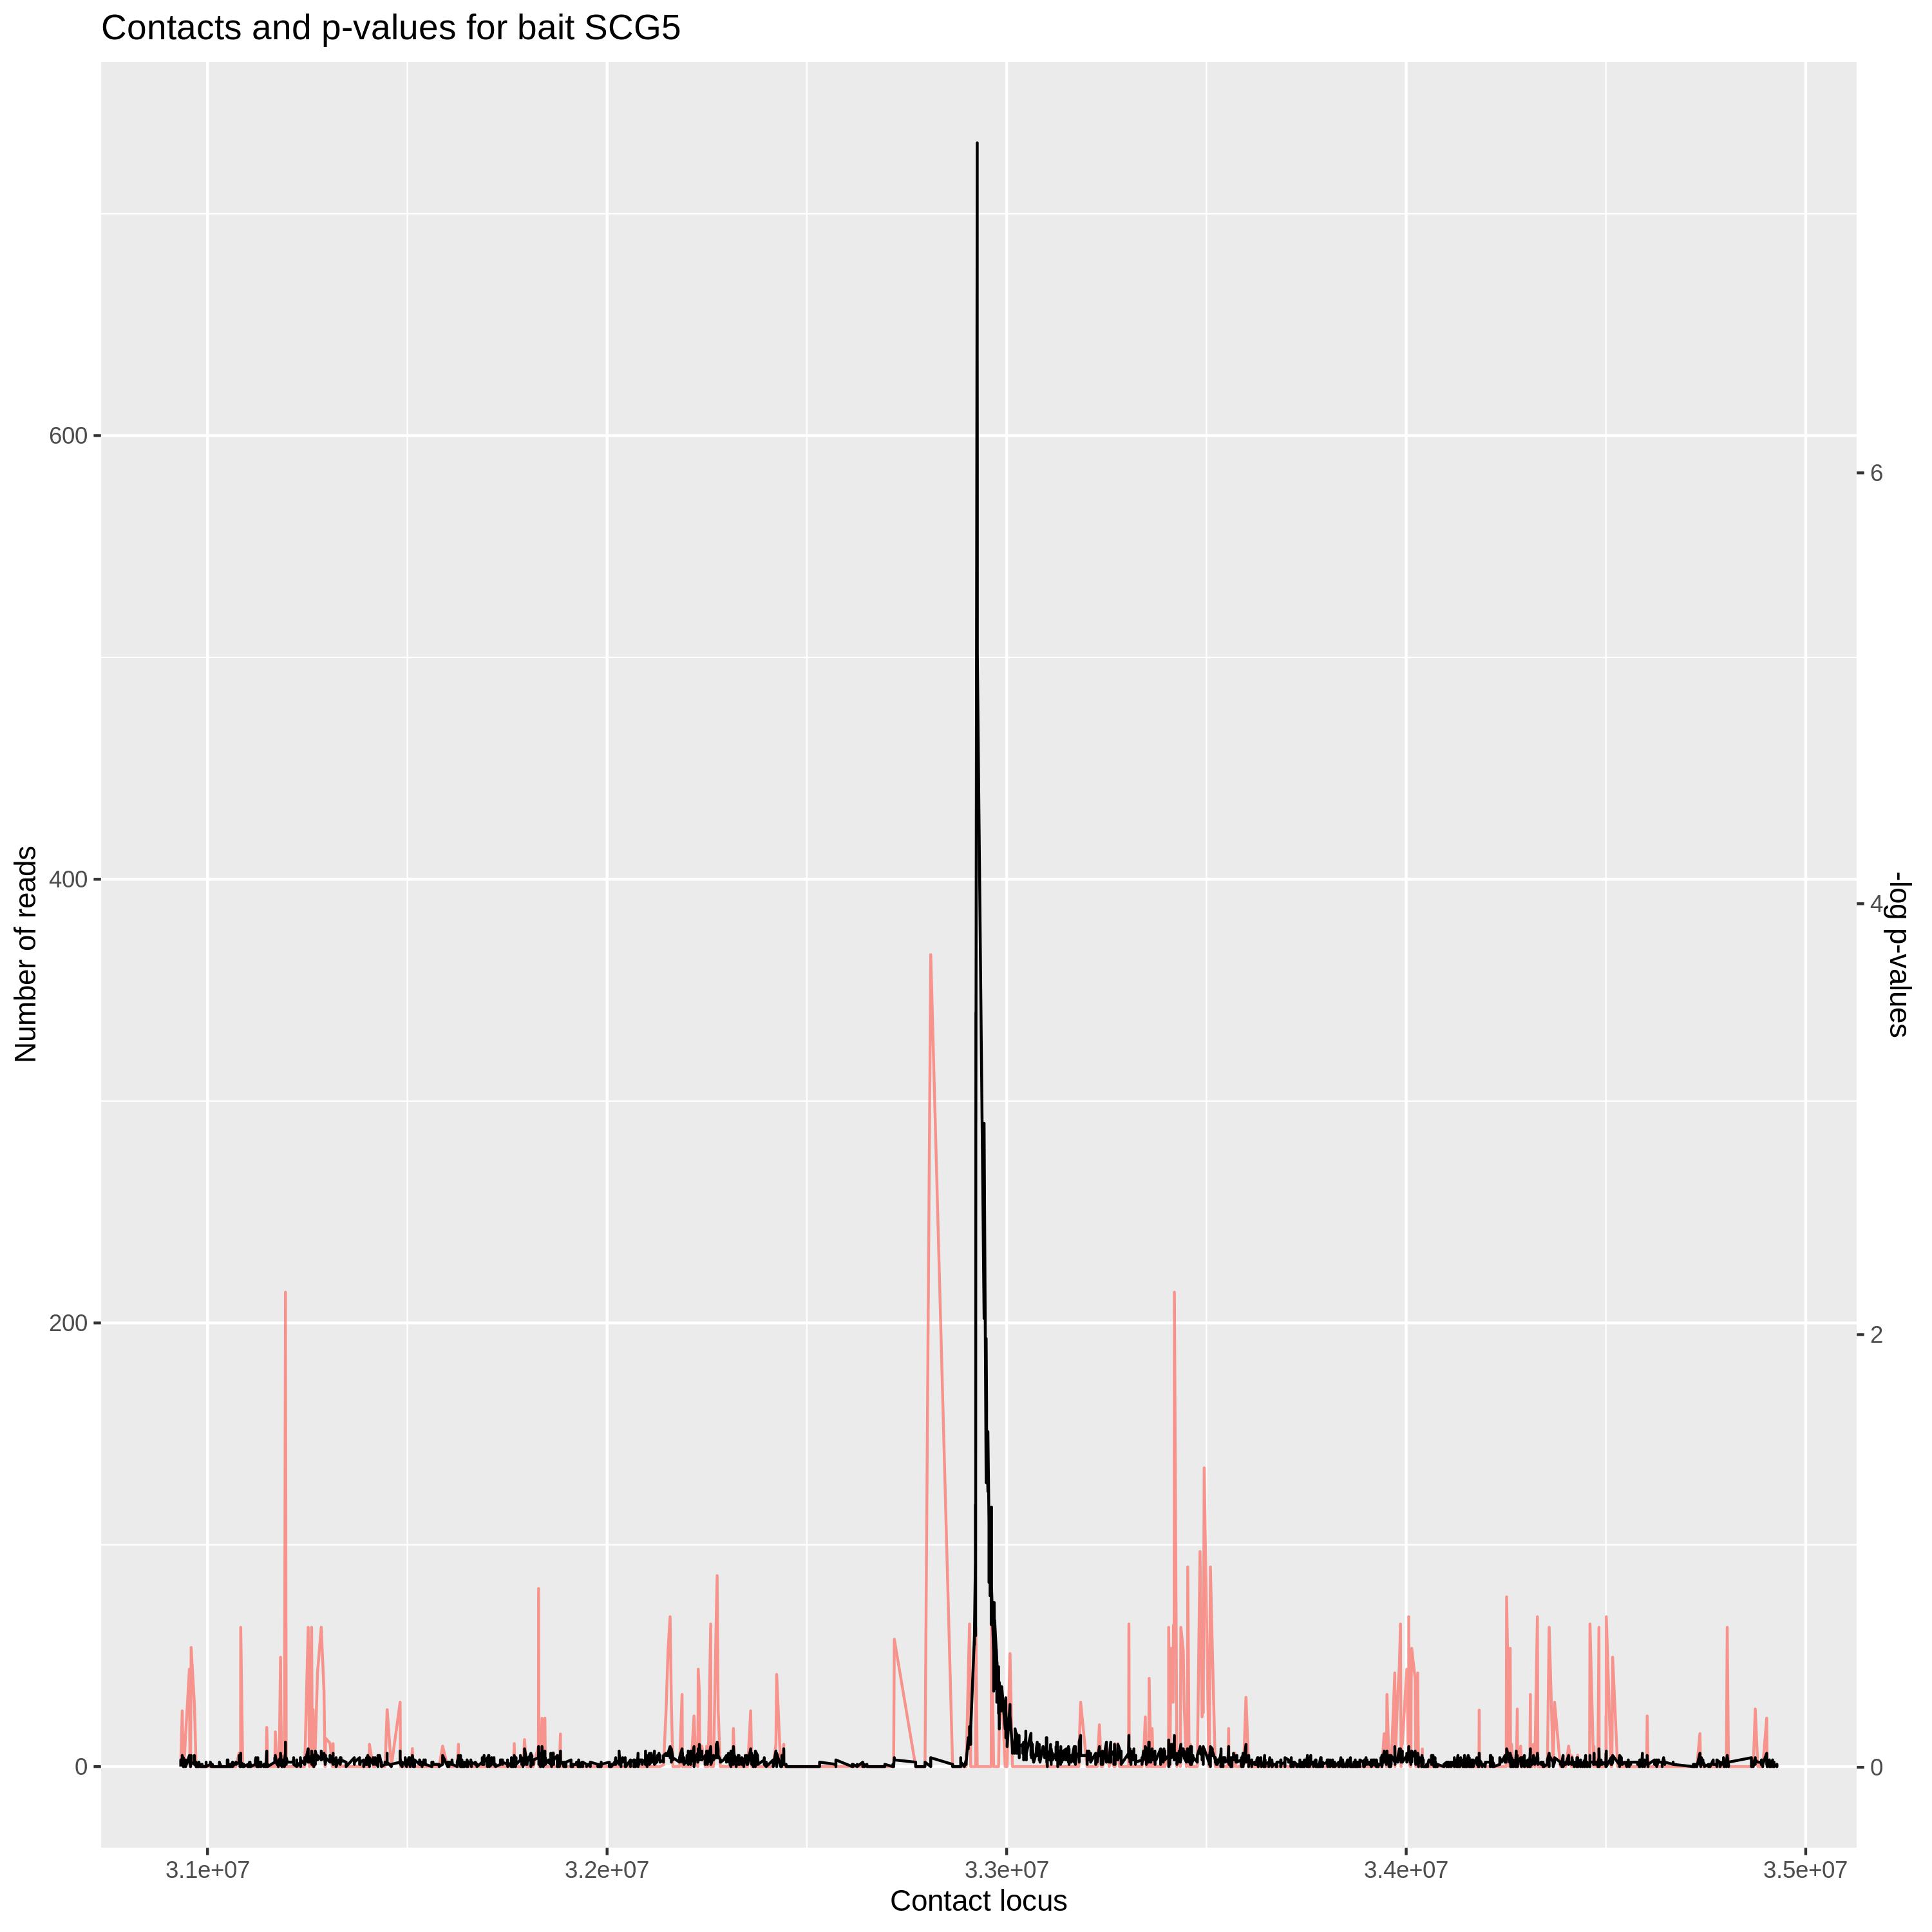 Contacts and p-values for bait SCG5
Number of reads
600
400
200
0
6
4
2
0
-log p-values
3.1e+07
3.2e+07
3.3e+07
3.4e+07
3.5e+07
Contact locus